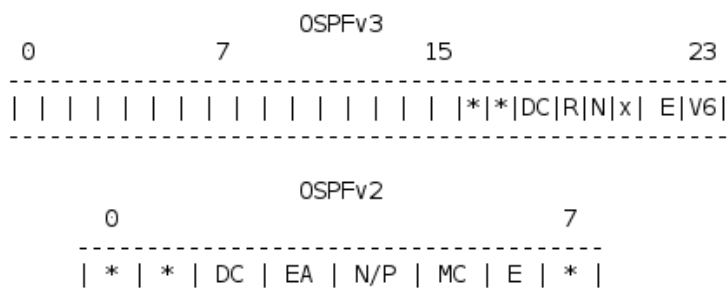 OSPFv3
0 7 15 23
| | | | | | | | | | | | | | | | |*|*|DC|R|N|x| E|V6|
OSPFv2
0 7
| * | * | DC | EA | N/P | MC | E | * |